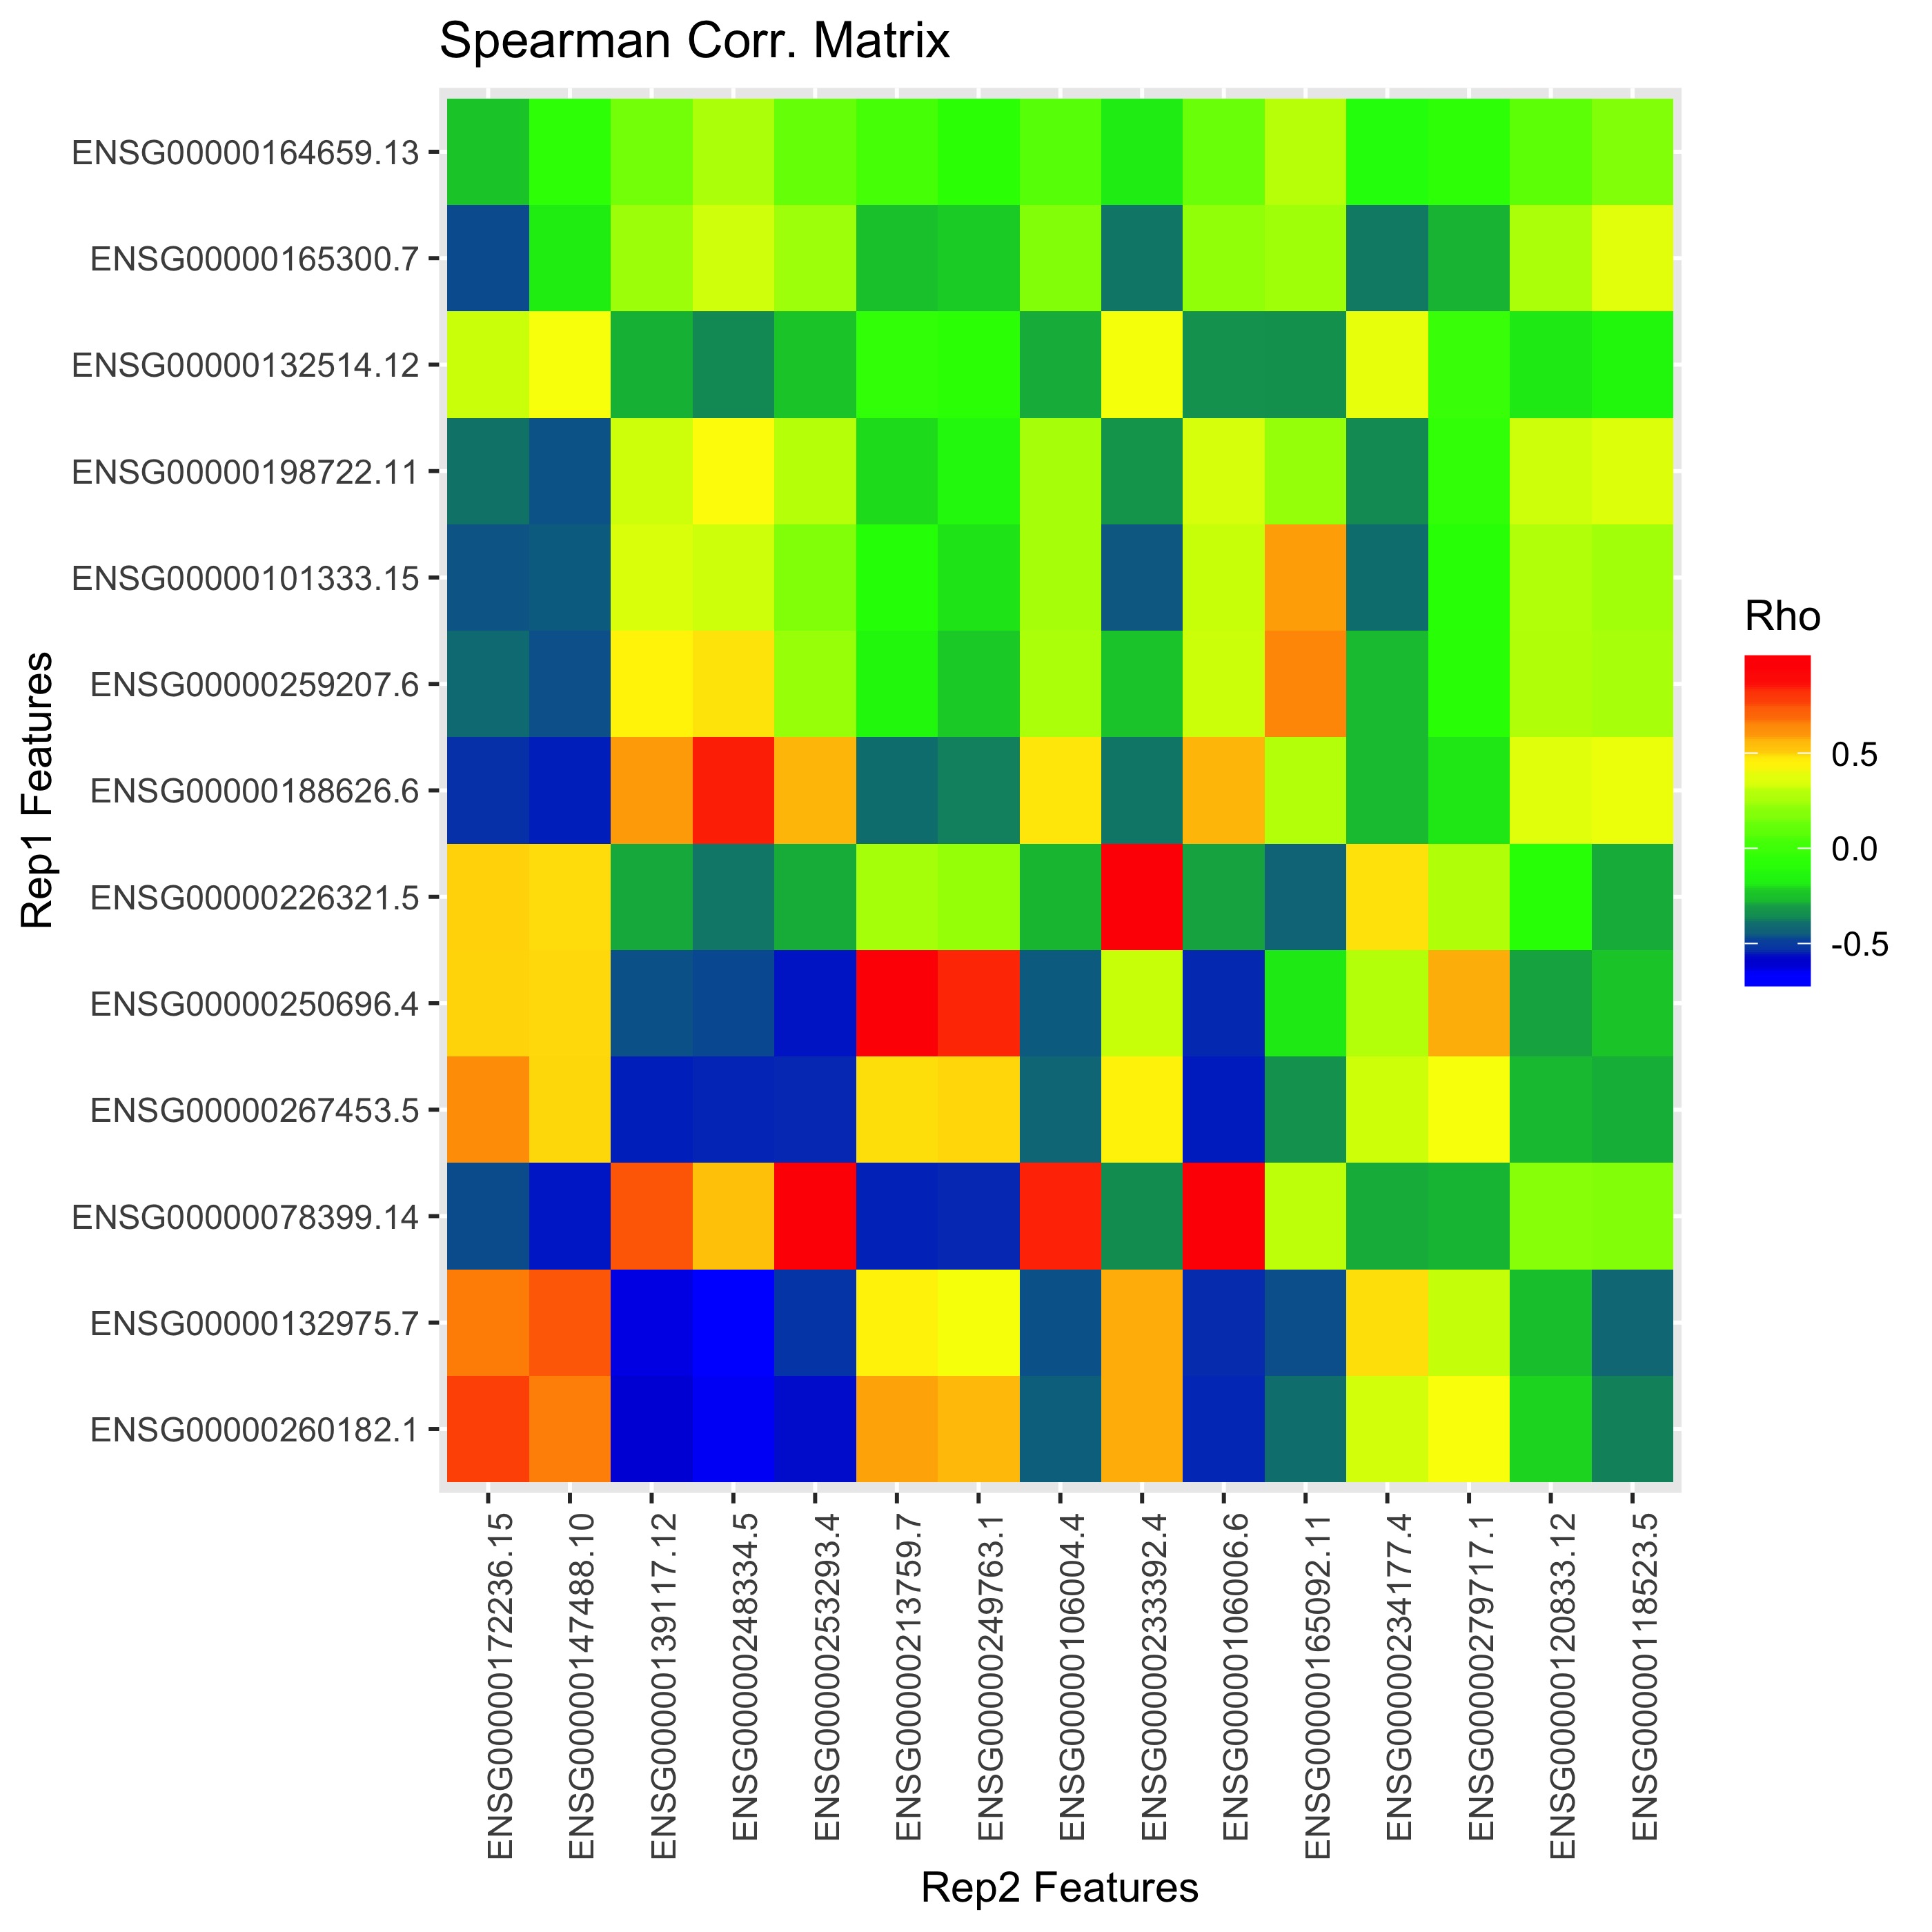 Spearman Corr. Matrix
Rep1 Features
ENSG00000164659.13
ENSG00000165300.7
ENSG00000132514.12
ENSG00000198722.11
ENSG00000101333.15
ENSG00000259207.6
ENSG00000188626.6
ENSG00000226321.5
ENSG00000250696.4
ENSG00000267453.5
ENSG00000078399.14
ENSG00000132975.7
ENSG00000260182.1
ENSG00000172236.15
ENSG00000147488.10
ENSG00000139117.12
ENSG00000248334.5
ENSG00000253293.4
ENSG00000213759.7
ENSG00000249763.1
ENSG00000106004.4
ENSG00000233392.4
ENSG00000106006.6
ENSG00000165092.11
ENSG00000234177.4
ENSG00000279717.1
ENSG00000120833.12
ENSG00000118523.5
Rep2 Features
Rho
0.5
0.0
-0.5